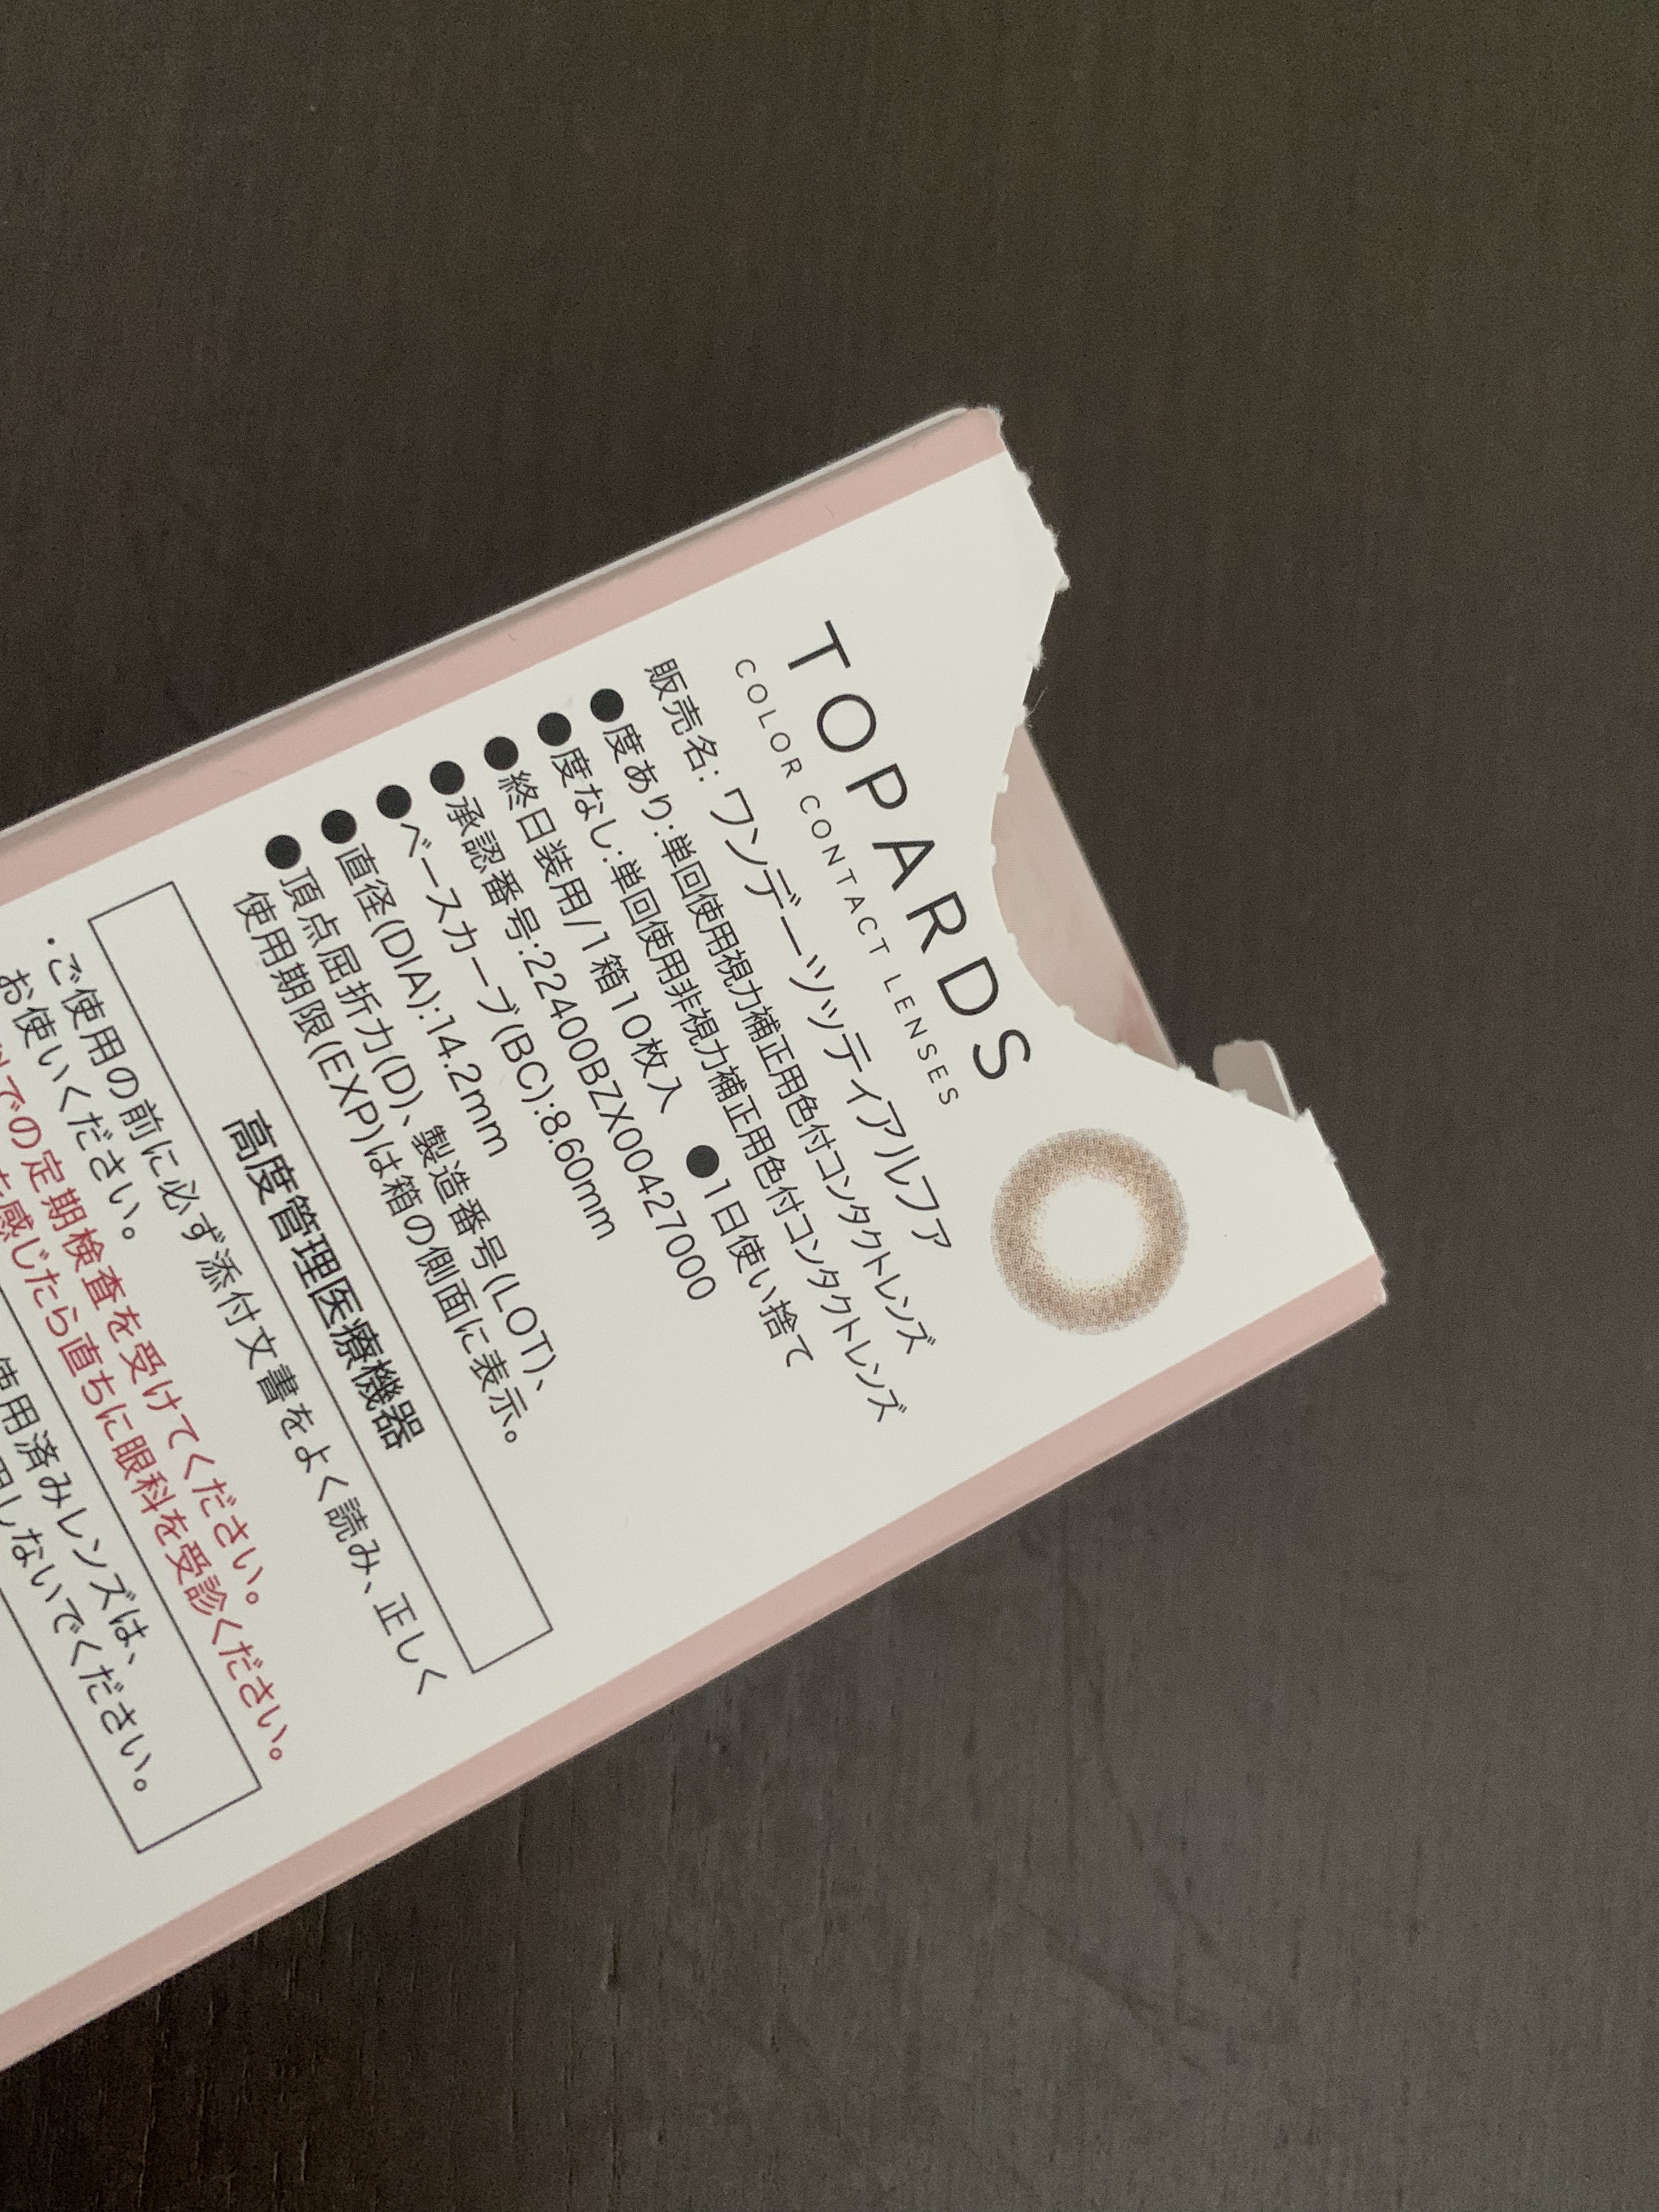 TOPARDS
COLOR CONTACT LENSES
販売名: ワンデーツッティアルファ
●度あり:単回使用視力補正用色付コンタクトレンズ
●度なし:単回使用非視力補正用色付コンタクトレンズ
●終日装用/1箱10枚入 ●1日使い捨て
●承認番号:22400BZX00427000
●ベースカーブ(BC):8.60mm
●直径(DIA):14.2mm
●頂点屈折力(D)、製造番号(LOT)、
使用期限(EXP)は箱の側面に表示。
高度管理医療機器
・ご使用の前に必ず添付文書をよく読み、正しく
お使いください。
での定期検査を受けてください。
感じたら直ちに眼科を受診ください。
使用済みレンズは、
用しないでください。